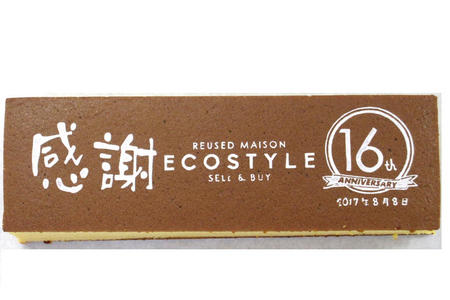 感謝
REUSED MAISON
ECOSTYLE
SELL & BUY
16th
ANNIVERSARY
2017年8月8日